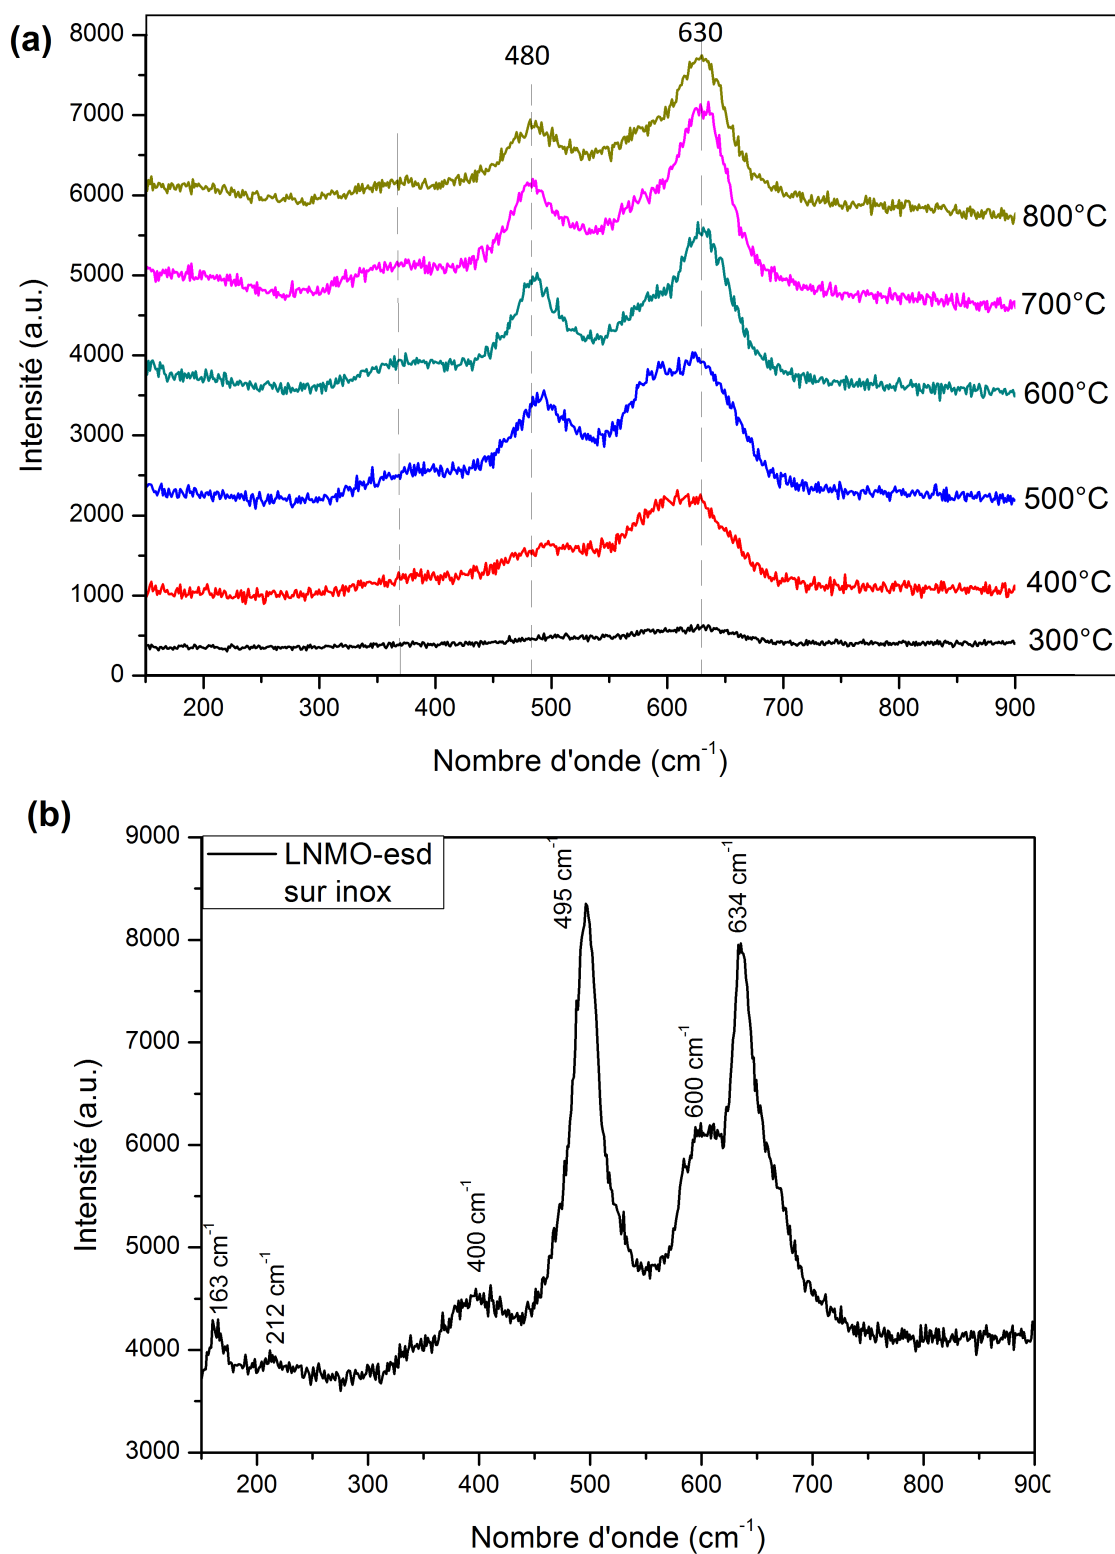 (a)
8000
7000
6000
5000
4000
3000
2000
1000
0
Intensité (a.u.)
480
630
800°C
700°C
600°C
500°C
400°C
300°C
200 300 400 500 600 700 800 900
Nombre d'onde (cm⁻¹)
(b)
9000
8000
7000
6000
5000
4000
3000
Intensité (a.u.)
LNMO-esd
sur inox
163 cm⁻¹
212 cm⁻¹
400 cm⁻¹
495 cm⁻¹
600 cm⁻¹
634 cm⁻¹
200 300 400 500 600 700 800 900
Nombre d'onde (cm⁻¹)